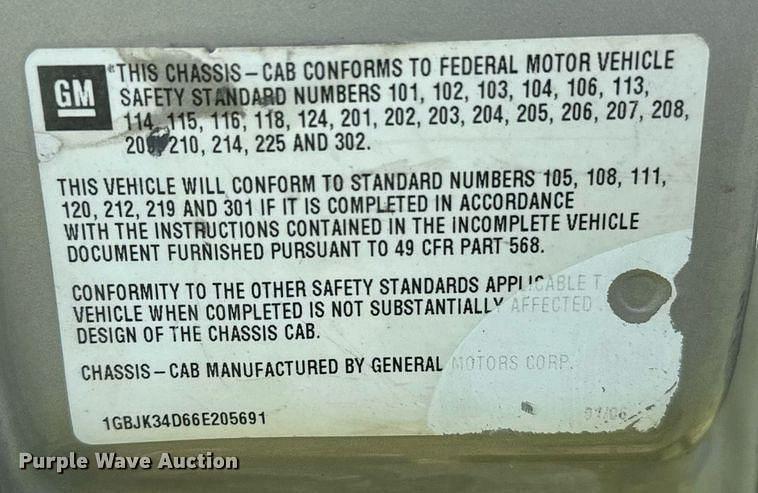 GM
*THIS CHASSIS-CAB CONFORMS TO FEDERAL MOTOR VEHICLE
SAFETY STANDARD NUMBERS 101, 102, 103, 104, 106, 113,
114, 115, 116, 118, 124, 201, 202, 203, 204, 205, 206, 207, 208,
210, 214, 225 AND 302.
THIS VEHICLE WILL CONFORM TO STANDARD NUMBERS 105, 108, 111,
120, 212, 219 AND 301 IF IT IS COMPLETED IN ACCORDANCE
WITH THE INSTRUCTIONS CONTAINED IN THE INCOMPLETE VEHICLE
DOCUMENT FURNISHED PURSUANT TO 49 CFR PART 568.
CONFORMITY TO THE OTHER SAFETY STANDARDS APPLICABLE T
VEHICLE WHEN COMPLETED IS NOT SUBSTANTIALLY AFFECTED
DESIGN OF THE CHASSIS CAB.
CHASSIS-CAB MANUFACTURED BY GENERAL MOTORS CORP.
1GBJK34D66E205691
Purple Wave Auction